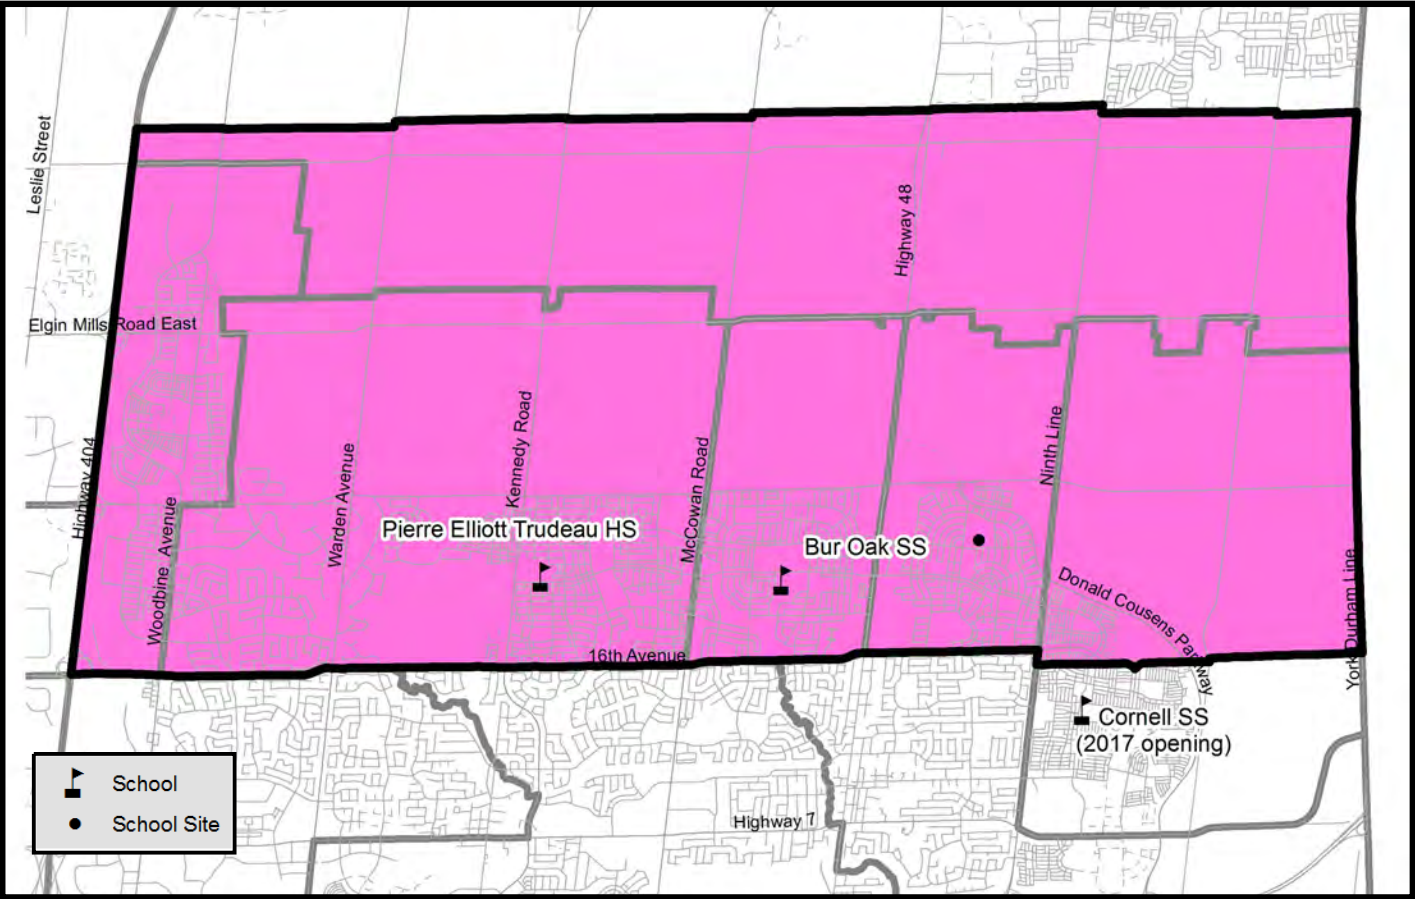 Leslie Street
Highway 48
Elgin Mills Road East
Highway 404
Woodbine Avenue
Warden Avenue
Kennedy Road
McCowan Road
Ninth Line
Pierre Elliott Trudeau HS
Bur Oak SS
Donald Cousens Parkway
York/Durham Line
16th Avenue
Cornell SS
(2017 opening)
Highway 7
School
School Site